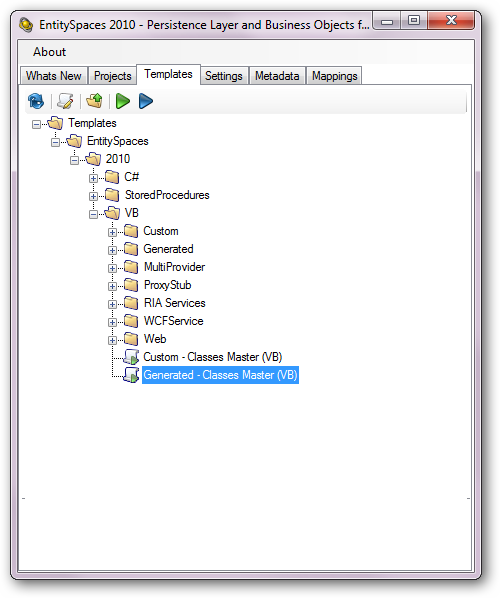 EntitySpaces 2010 - Persistence Layer and Business Objects f...
About
Whats New Projects Templates Settings Metadata Mappings
Templates
EntitySpaces
2010
C#
StoredProcedures
VB
Custom
Generated
MultiProvider
ProxyStub
RIA Services
WCFService
Web
Custom - Classes Master (VB)
Generated - Classes Master (VB)